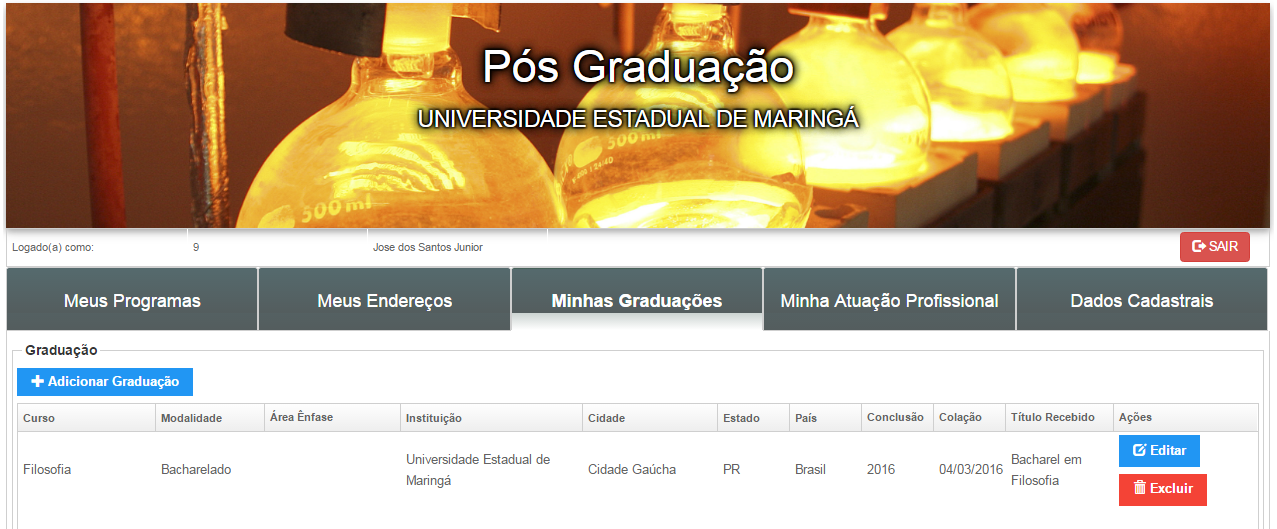 Pós Graduação
UNIVERSIDADE ESTADUAL DE MARINGÁ
500 ml
500 ml
Logado(a) como: 9 Jose dos Santos Junior SAIR
Meus Programas Meus Endereços Minhas Graduações Minha Atuação Profissional Dados Cadastrais
Graduação
Adicionar Graduação
Curso Modalidade Área Ênfase Instituição Cidade Estado País Conclusão Colação Título Recebido Ações
Filosofia Bacharelado Universidade Estadual de Maringá Cidade Gaúcha PR Brasil 2016 04/03/2016 Bacharel em Filosofia Editar
Excluir